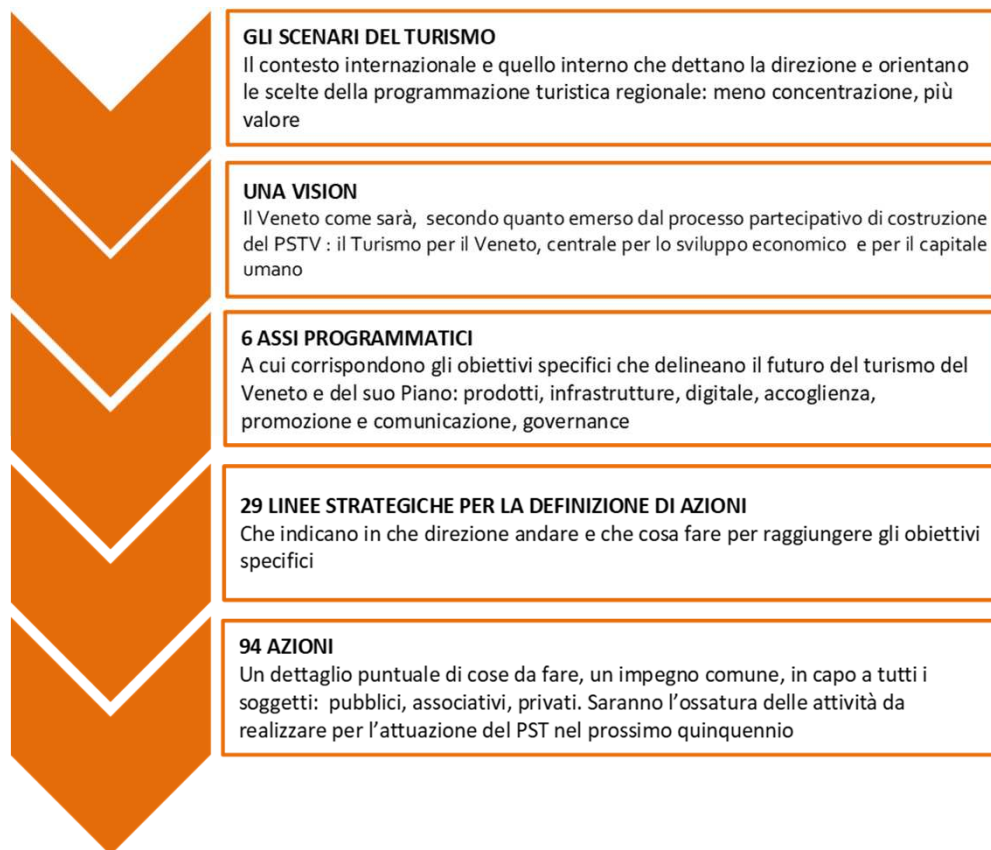 GLI SCENARI DEL TURISMO
Il contesto internazionale e quello interno che dettano la direzione e orientano
le scelte della programmazione turistica regionale: meno concentrazione, più
valore
UNA VISION
Il Veneto come sarà, secondo quanto emerso dal processo partecipativo di costruzione
del PSTV : il Turismo per il Veneto, centrale per lo sviluppo economico e per il capitale
umano
6 ASSI PROGRAMMATICI
A cui corrispondono gli obiettivi specifici che delineano il futuro del turismo del
Veneto e del suo Piano: prodotti, infrastrutture, digitale, accoglienza,
promozione e comunicazione, governance
29 LINEE STRATEGICHE PER LA DEFINIZIONE DI AZIONI
Che indicano in che direzione andare e che cosa fare per raggiungere gli obiettivi
specifici
94 AZIONI
Un dettaglio puntuale di cose da fare, un impegno comune, in capo a tutti i
soggetti: pubblici, associativi, privati. Saranno l'ossatura delle attività da
realizzare per l'attuazione del PST nel prossimo quinquennio